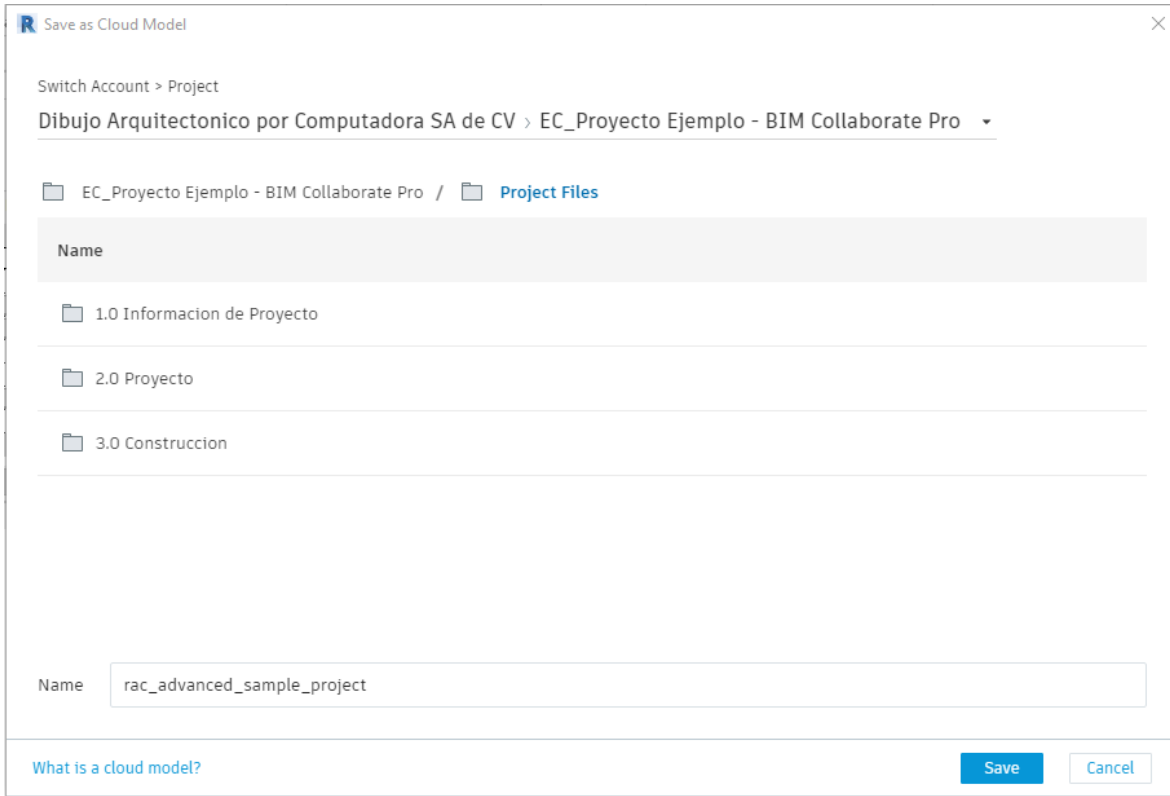 R Save as Cloud Model
Switch Account > Project
Dibujo Arquitectonico por Computadora SA de CV › EC_Proyecto Ejemplo - BIM Collaborate Pro
EC_Proyecto Ejemplo - BIM Collaborate Pro / Project Files
Name
1.0 Informacion de Proyecto
2.0 Proyecto
3.0 Construccion
Name rac_advanced_sample_project
What is a cloud model? Save Cancel